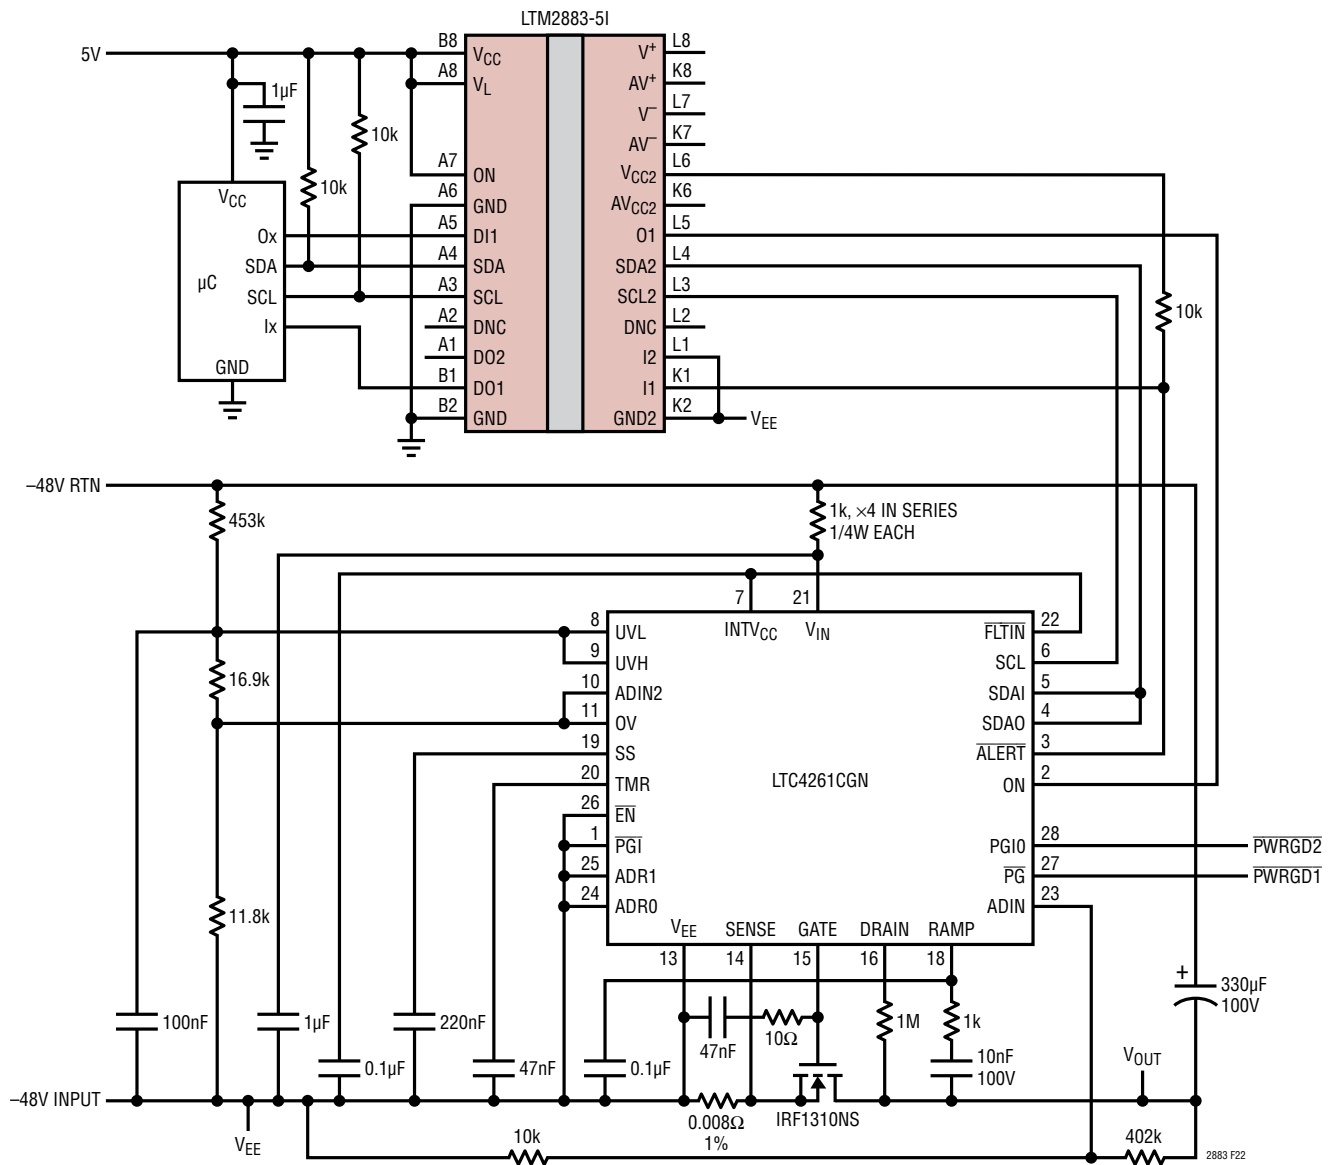 LTM2883-5I
5V
B8
VCC
A8
VL
A7
ON
A6
GND
A5
DI1
A4
SDA
A3
SCL
A2
DNC
A1
DO2
B1
DO1
B2
GND
V+
L8
AV+
K8
V–
L7
AV–
K7
VCC2
L6
AVCC2
K6
O1
L5
SDA2
L4
SCL2
L3
DNC
L2
I2
L1
I1
K1
GND2
K2
VEE
1µF
10k
10k
VCC
Ox
SDA
µC
SCL
Ix
GND
10k
–48V RTN
453k
1k, ×4 IN SERIES
1/4W EACH
16.9k
11.8k
7
21
INTVCC
VIN
8
UVL
9
UVH
10
ADIN2
11
OV
19
SS
20
TMR
26
EN
1
PGI
25
ADR1
24
ADR0
LTC4261CGN
FLTIN
22
SCL
6
SDAI
5
SDAO
4
ALERT
3
ON
2
PGI0
28
PWRGD2
PG
27
PWRGD1
ADIN
23
VEE
SENSE
GATE
DRAIN
RAMP
13
14
15
16
18
100nF
1µF
0.1µF
220nF
47nF
0.1µF
47nF
10Ω
1M
1k
10nF
100V
+
330µF
100V
VOUT
–48V INPUT
VEE
0.008Ω
1%
IRF1310NS
10k
402k
2883 F22